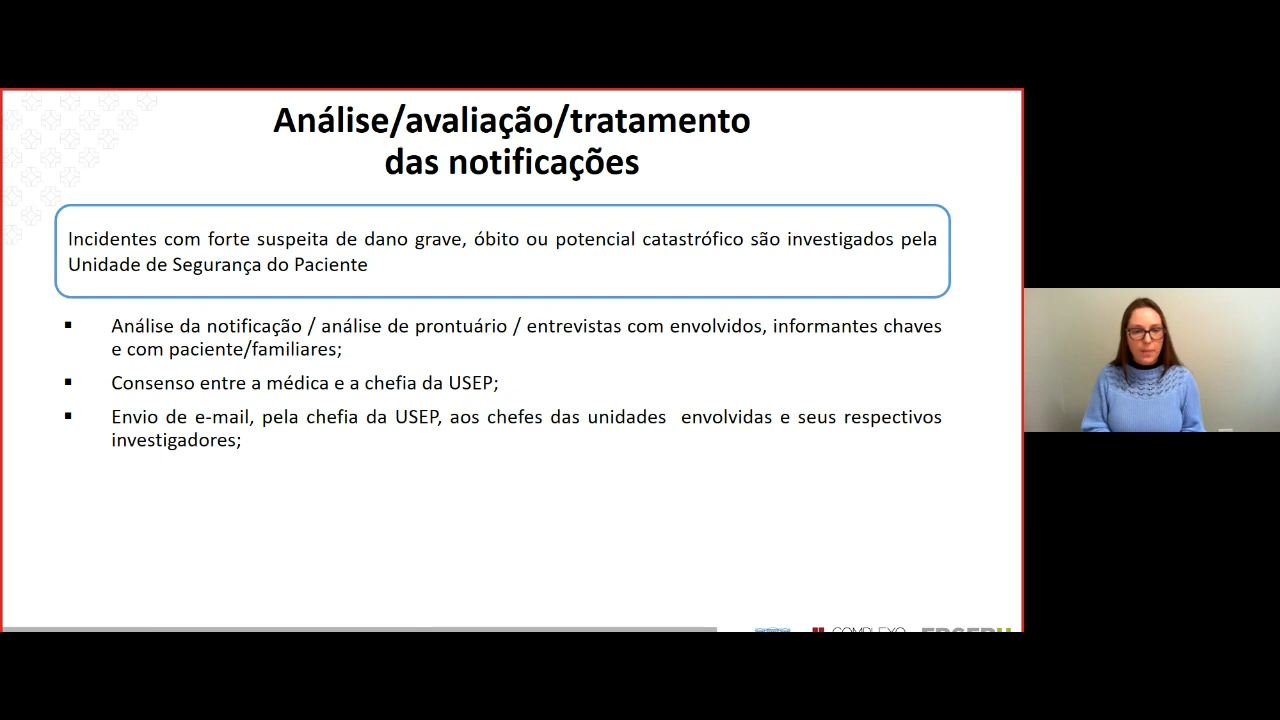 Análise/avaliação/tratamento
das notificações
Incidentes com forte suspeita de dano grave, óbito ou potencial catastrófico são investigados pela
Unidade de Segurança do Paciente
▪ Análise da notificação / análise de prontuário / entrevistas com envolvidos, informantes chaves
e com paciente/familiares;
▪ Consenso entre a médica e a chefia da USEP;
▪ Envio de e-mail, pela chefia da USEP, aos chefes das unidades envolvidas e seus respectivos
investigadores;
COMPLEXO
EBSERH